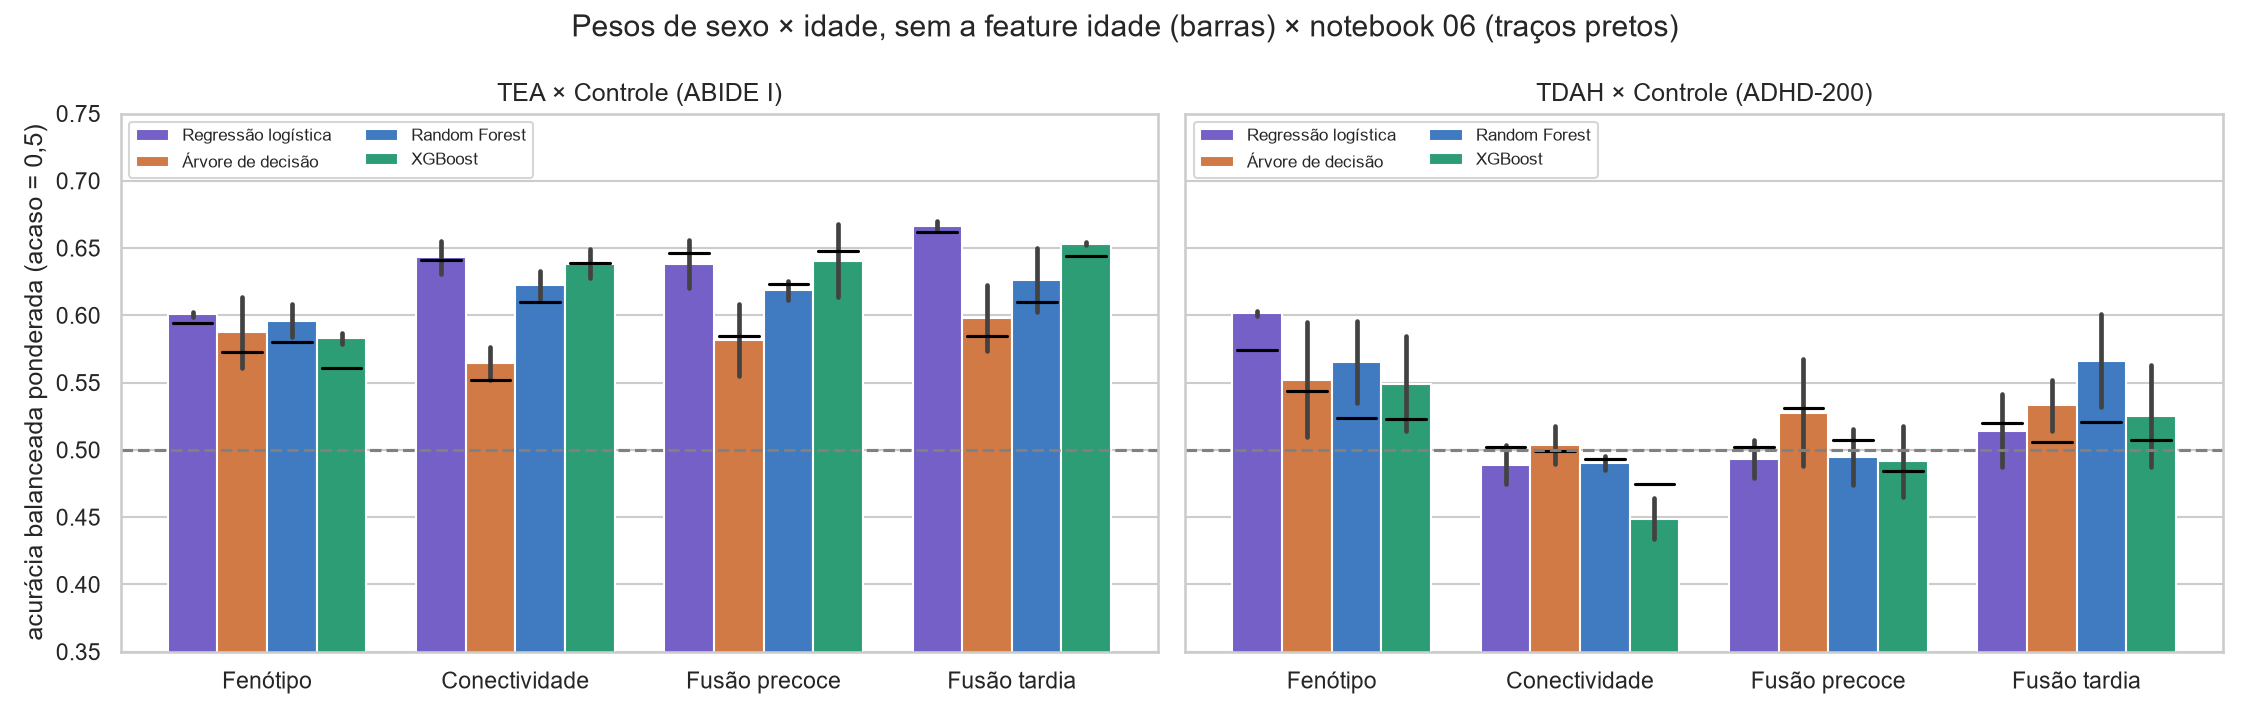 Pesos de sexo × idade, sem a feature idade (barras) × notebook 06 (traços pretos)
TEA × Controle (ABIDE I)
acurácia balanceada ponderada (acaso = 0,5)
0.75
0.70
0.65
0.60
0.55
0.50
0.45
0.40
0.35
Regressão logística
Árvore de decisão
Random Forest
XGBoost
Fenótipo
Conectividade
Fusão precoce
Fusão tardia
TDAH × Controle (ADHD-200)
Regressão logística
Árvore de decisão
Random Forest
XGBoost
Fenótipo
Conectividade
Fusão precoce
Fusão tardia